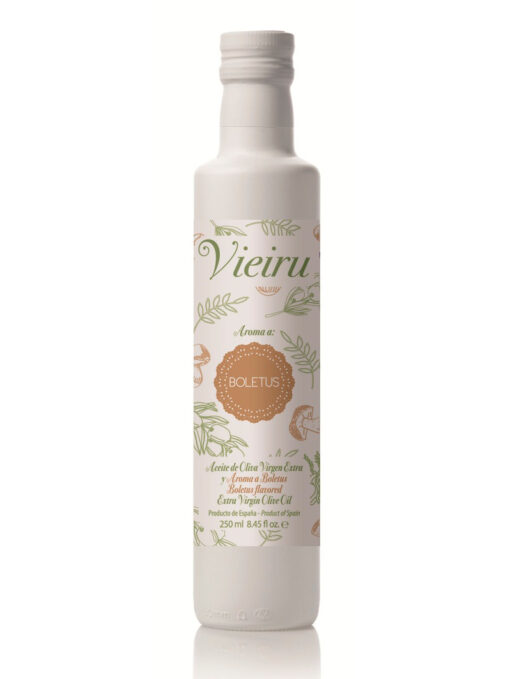 Vieiru
Aroma a:
BOLETUS
Aceite de Oliva Virgen Extra
y Aroma a Boletus
Boletus flavored
Extra Virgin Olive Oil
Producto de España - Product of Spain
250 ml 8.45 fl oz. ℮